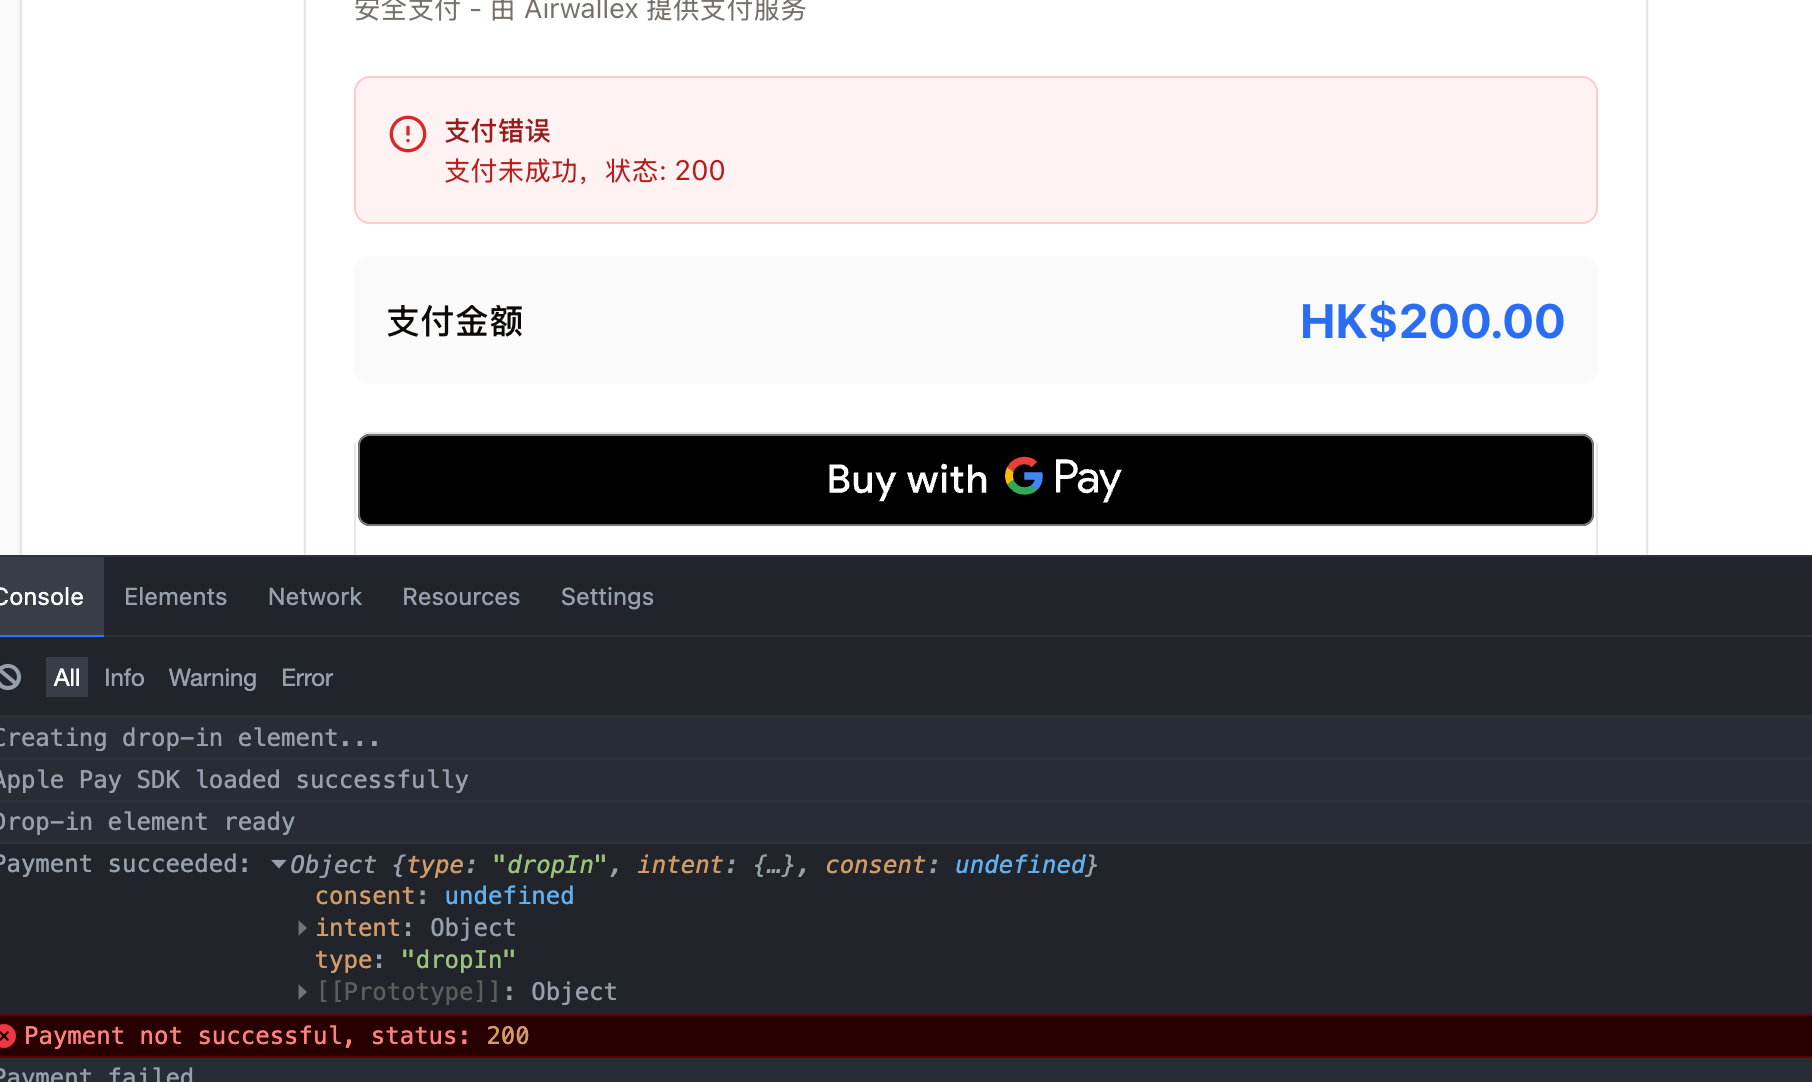 安全支付 - 由 Airwallex 提供支付服务
支付错误
支付未成功，状态: 200
支付金额
HK$200.00
Buy with G Pay
Console Elements Network Resources Settings
All Info Warning Error
Creating drop-in element...
Apple Pay SDK loaded successfully
Drop-in element ready
Payment succeeded: Object {type: "dropIn", intent: {…}, consent: undefined}
consent: undefined
intent: Object
type: "dropIn"
[[Prototype]]: Object
Payment not successful, status: 200
Payment failed